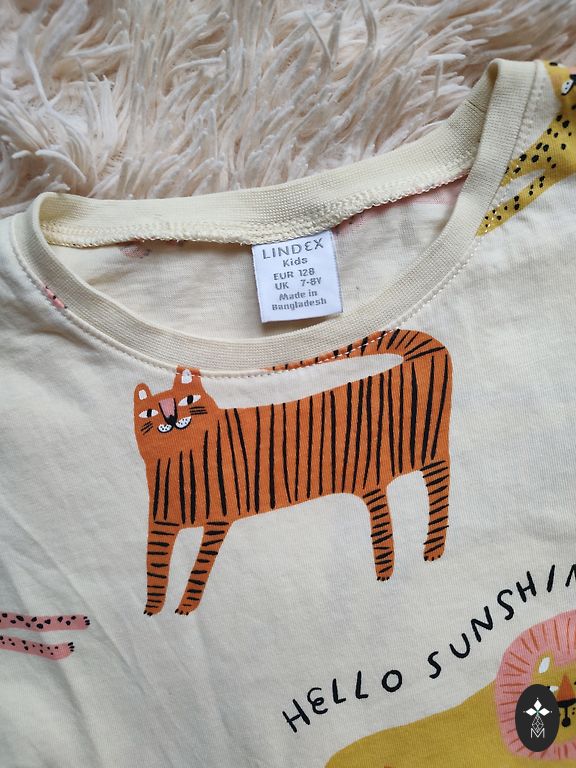 LINDEX
Kids
EUR 128
UK 7-8Y
Made in
Bangladesh
HELLO SUNSHIN
M